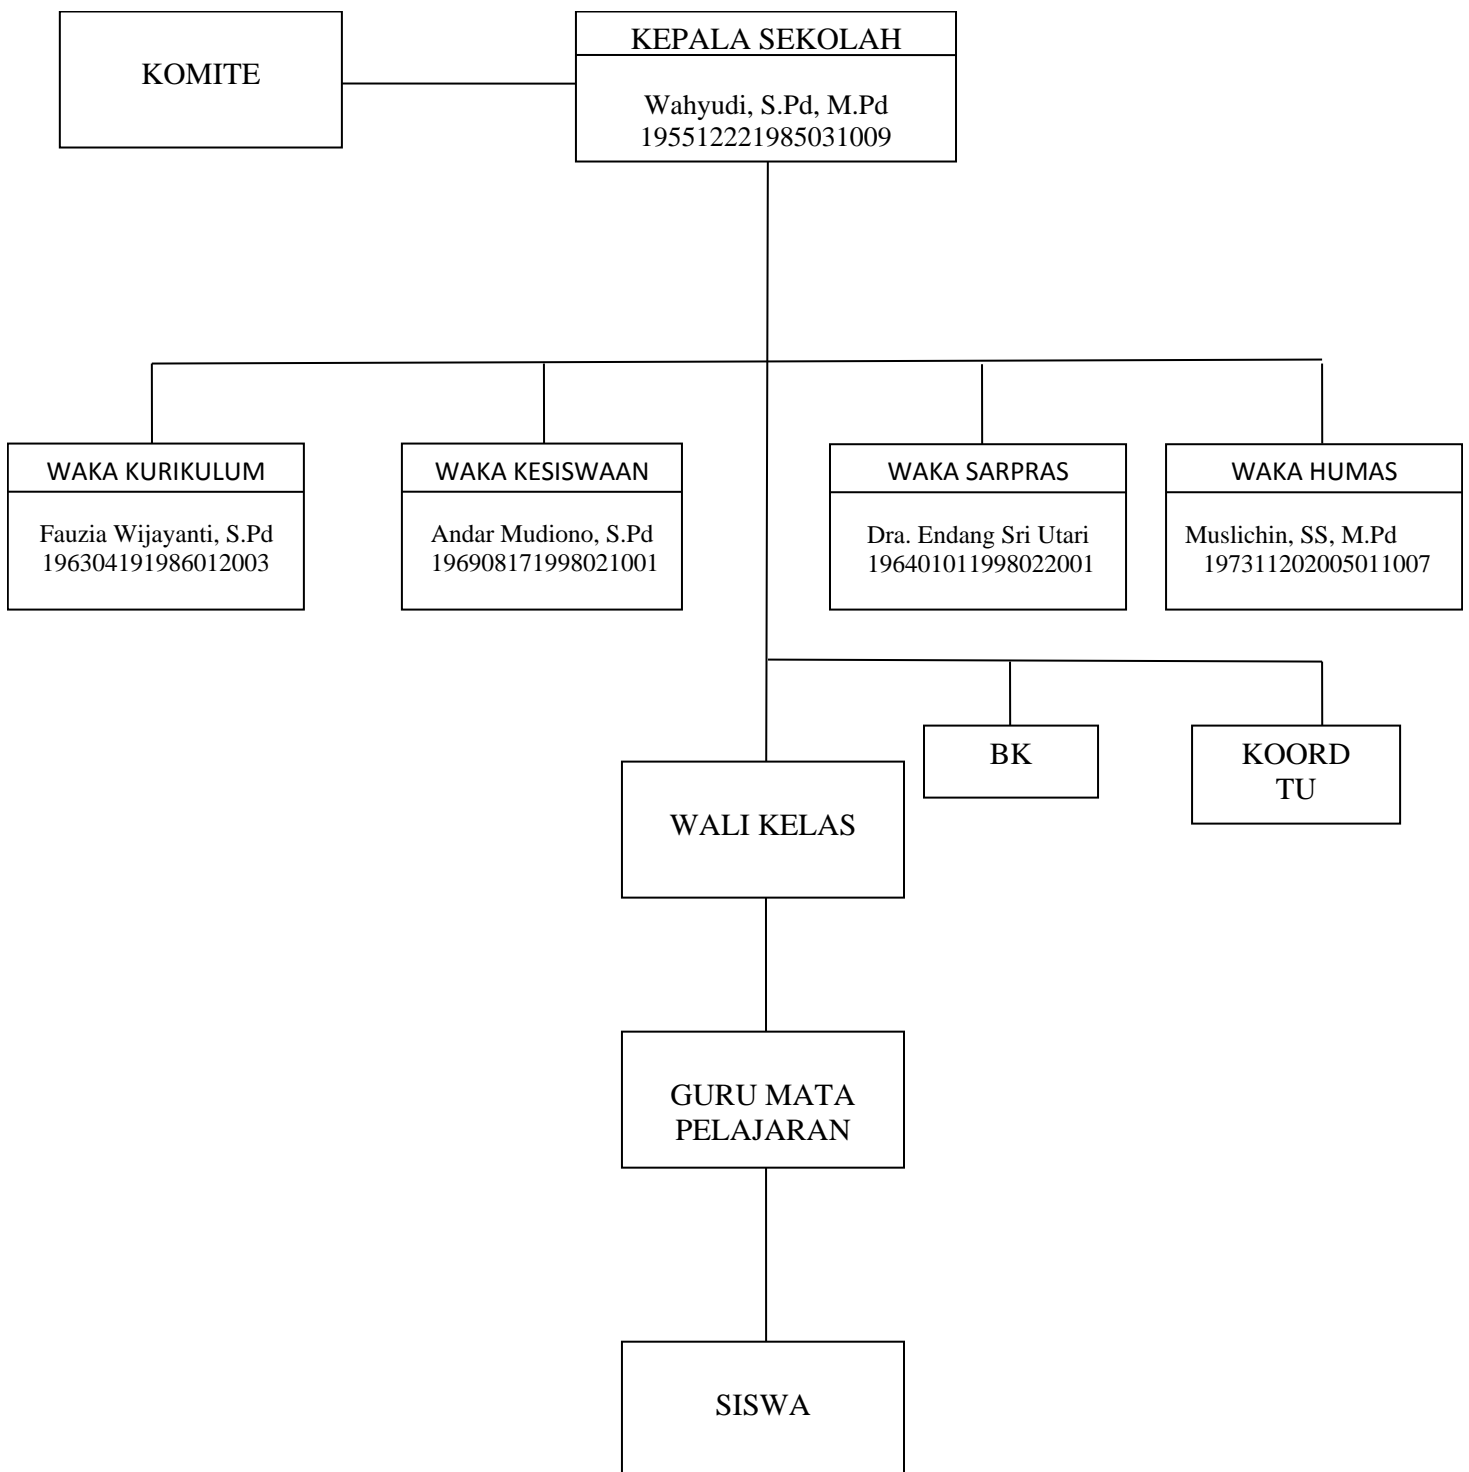 KOMITE
KEPALA SEKOLAH
Wahyudi, S.Pd, M.Pd
195512221985031009
WAKA KURIKULUM
Fauzia Wijayanti, S.Pd
196304191986012003
WAKA KESISWAAN
Andar Mudiono, S.Pd
196908171998021001
WAKA SARPRAS
Dra. Endang Sri Utari
196401011998022001
WAKA HUMAS
Muslichin, SS, M.Pd
197311202005011007
BK
KOORD
TU
WALI KELAS
GURU MATA
PELAJARAN
SISWA